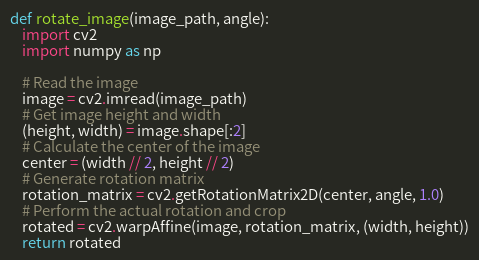 def rotate_image(image_path, angle):
    import cv2
    import numpy as np

    # Read the image
    image = cv2.imread(image_path)
    # Get image height and width
    (height, width) = image.shape[:2]
    # Calculate the center of the image
    center = (width // 2, height // 2)
    # Generate rotation matrix
    rotation_matrix = cv2.getRotationMatrix2D(center, angle, 1.0)
    # Perform the actual rotation and crop
    rotated = cv2.warpAffine(image, rotation_matrix, (width, height))
    return rotated